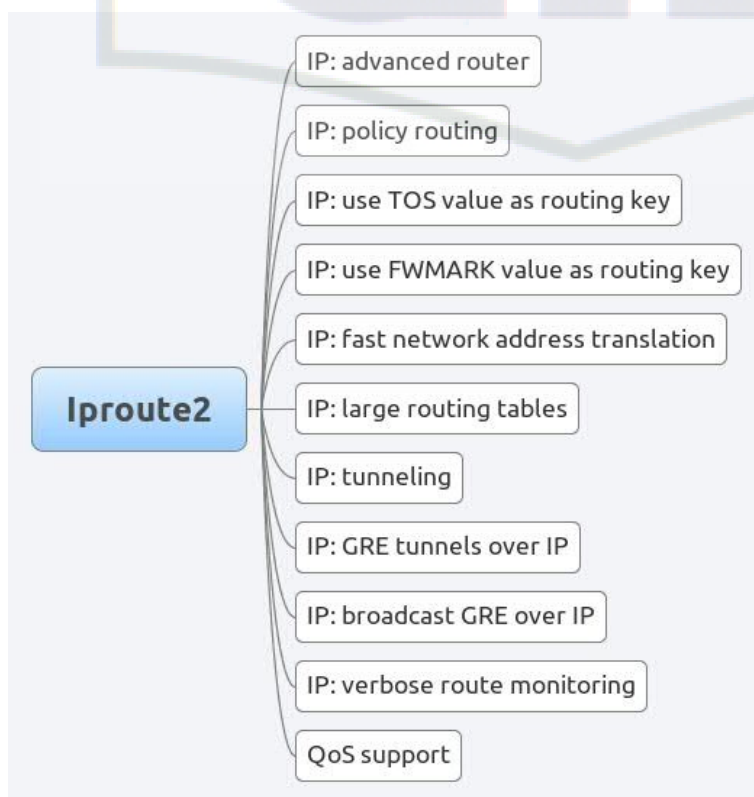 IP: advanced router
IP: policy routing
IP: use TOS value as routing key
IP: use FWMARK value as routing key
IP: fast network address translation
Iproute2
IP: large routing tables
IP: tunneling
IP: GRE tunnels over IP
IP: broadcast GRE over IP
IP: verbose route monitoring
QoS support